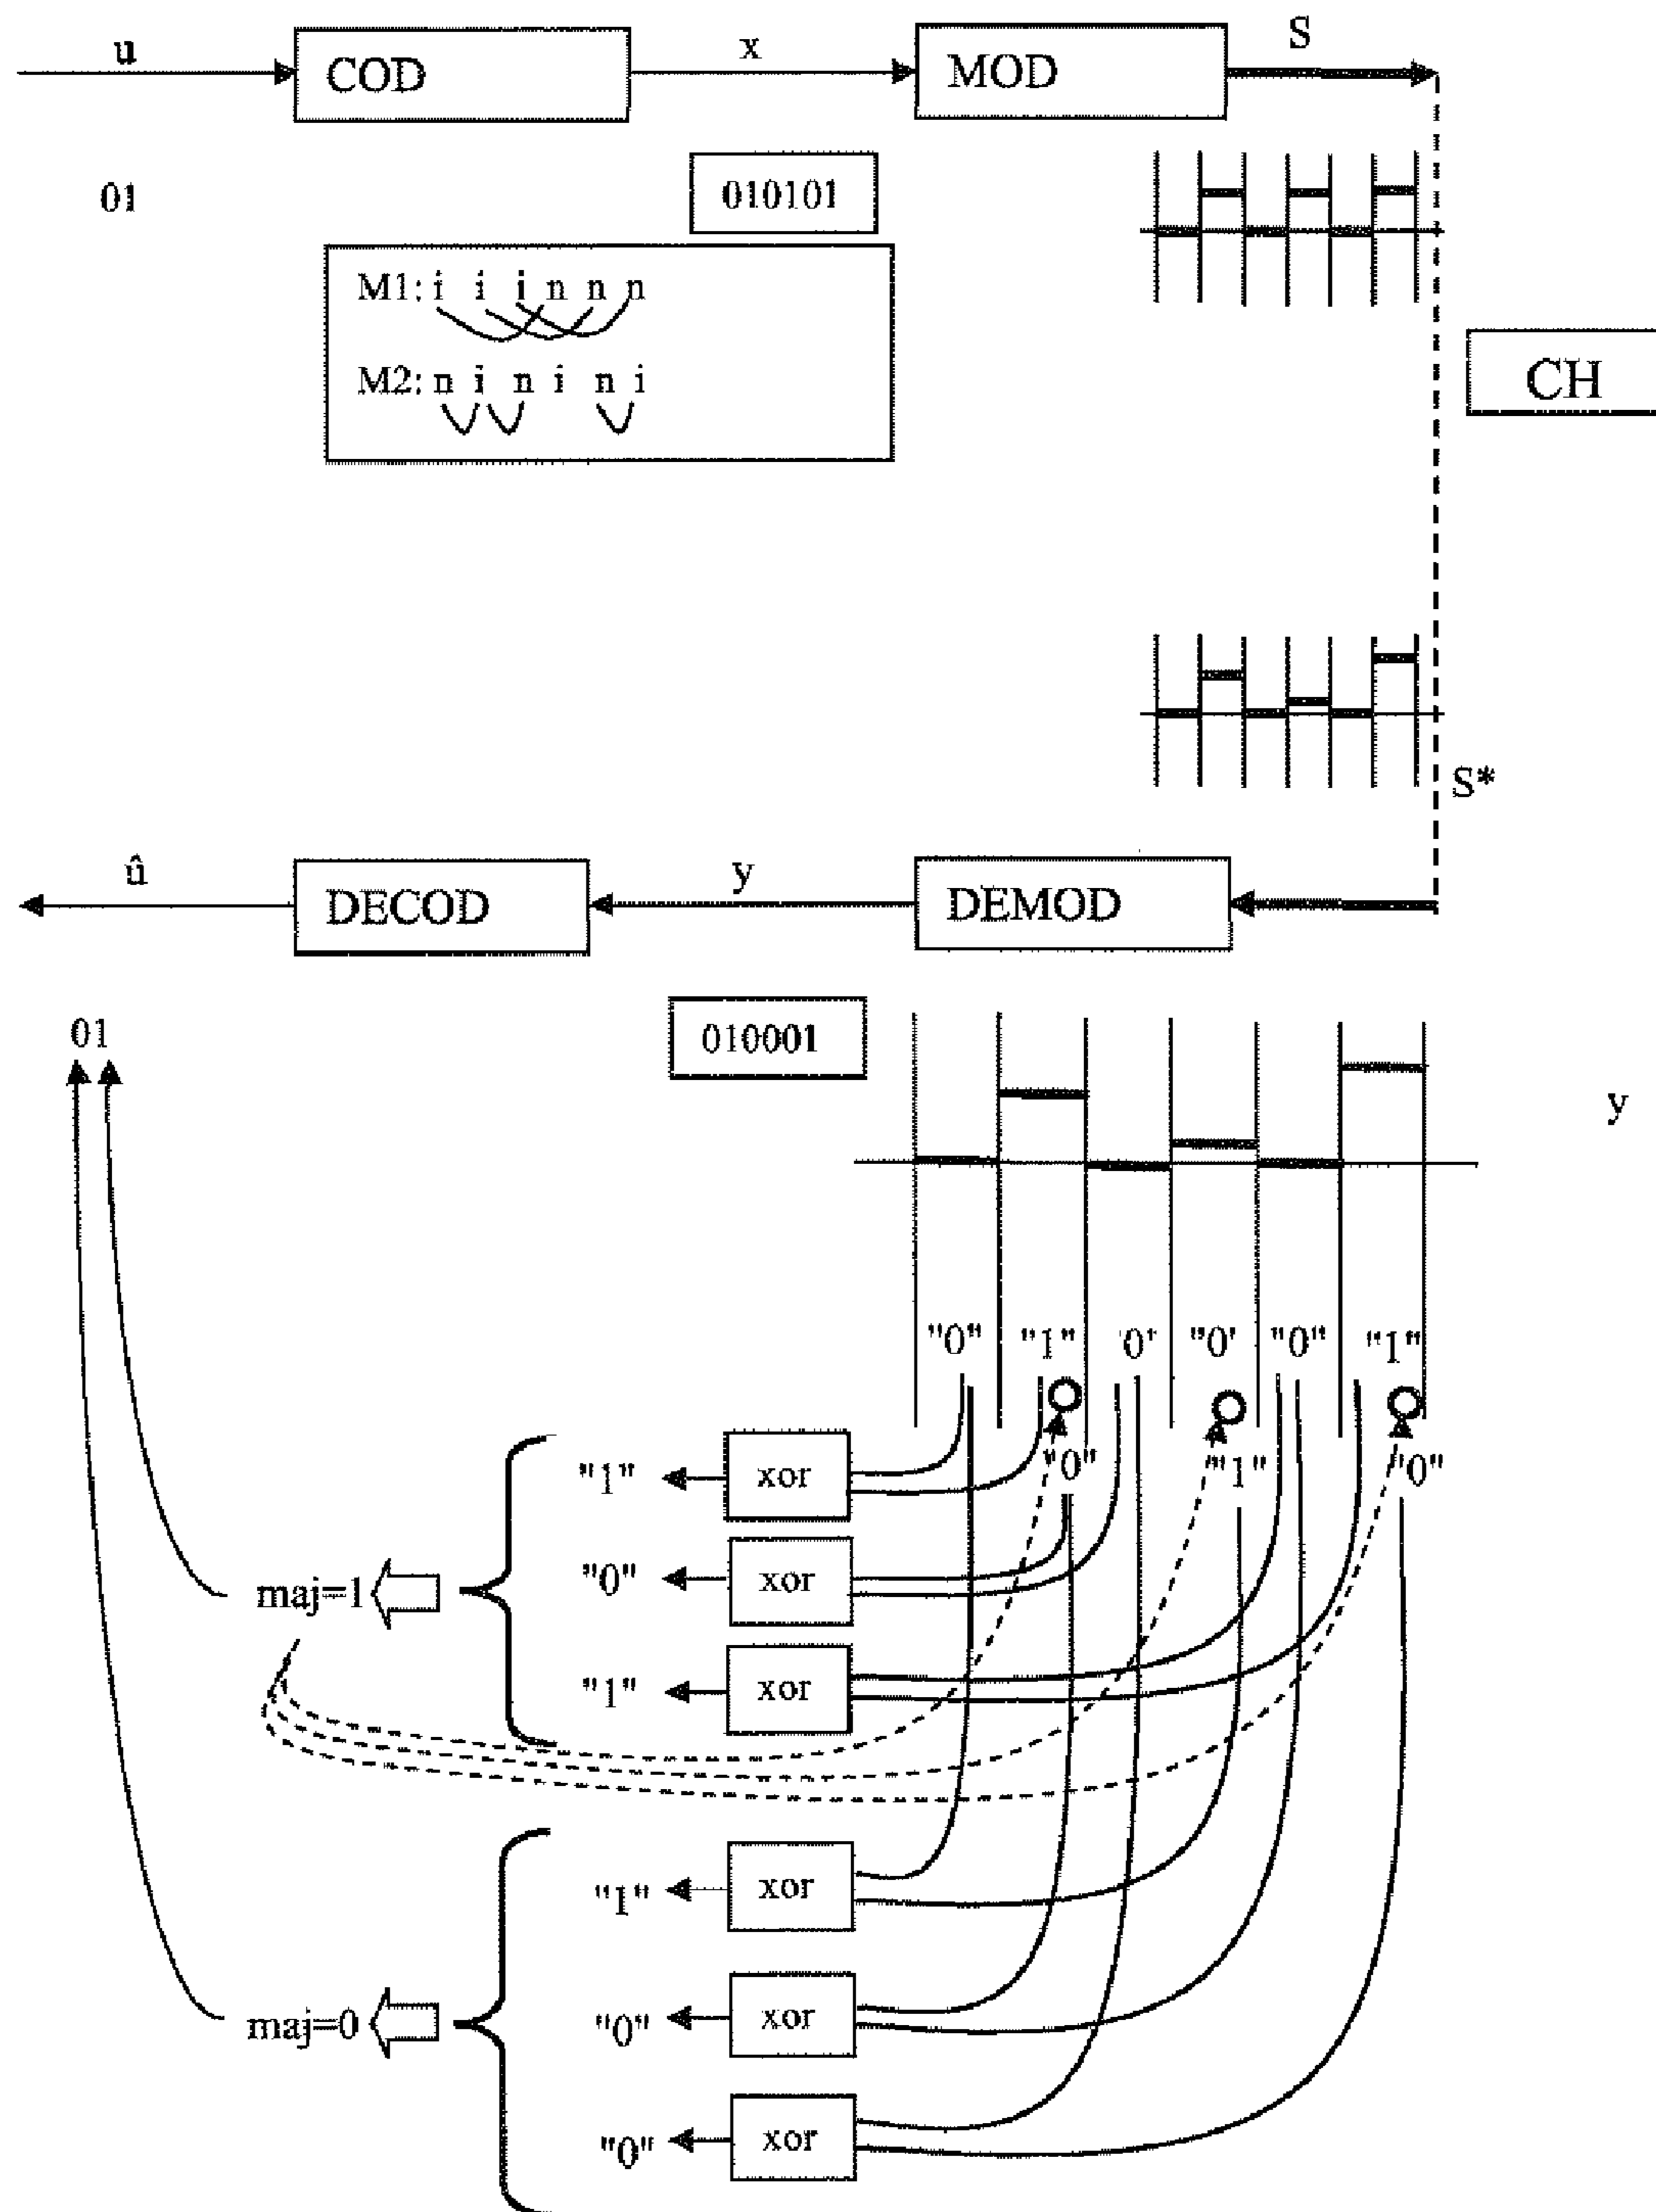 u COD x MOD S
01 010101
M1: i i i n n n
CH
M2: n i n i n i
S*
û DECOD y DEMOD
01 010001
y
"0" "1" '0' "0' "0" "1"
"1" xor "0" "1" "0"
"0" xor
maj=1
"1" xor
"1" xor
"0" xor
maj=0
"0" xor